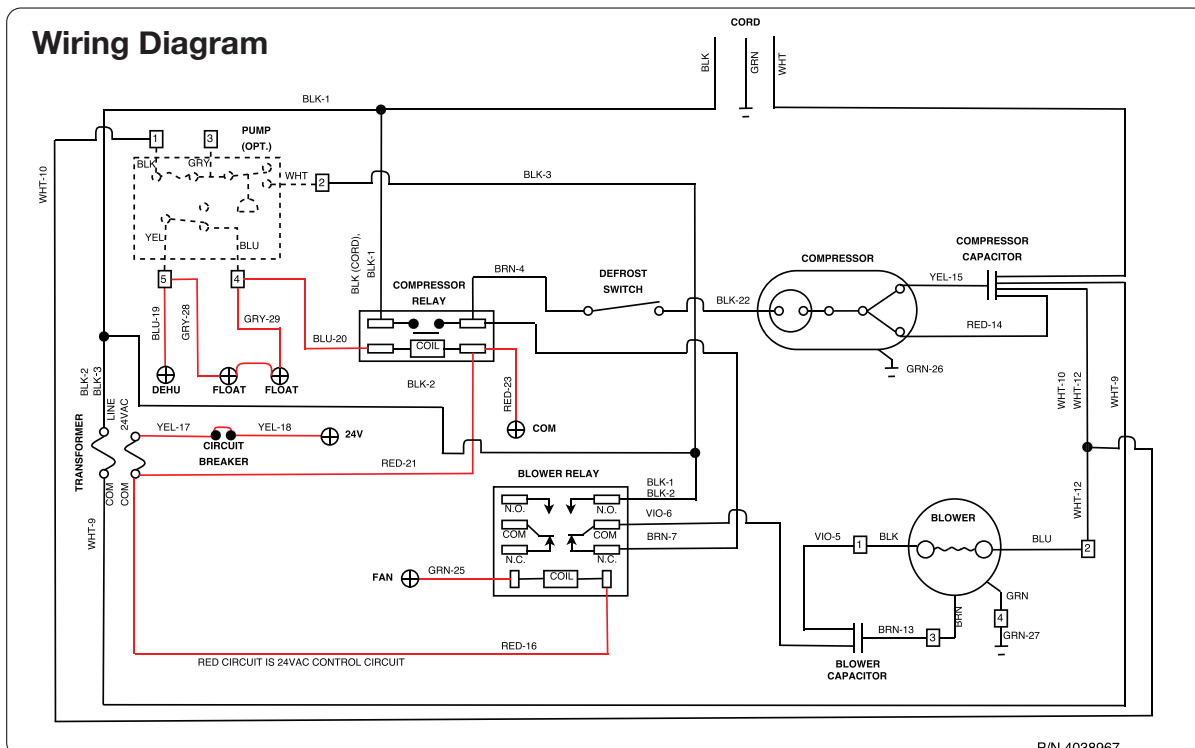 CORD
Wiring Diagram
BLK
GRN
WHT
BLK-1
1
3
PUMP
(OPT.)
BLK
GRY
WHT
2
BLK-3
WHT-10
YEL
BLU
5
4
BLK (CORD),
BLK-1
BRN-4
DEFROST
SWITCH
COMPRESSOR
COMPRESSOR
CAPACITOR
YEL-15
BLK-22
RED-14
GRN-26
COMPRESSOR
RELAY
COIL
BLU-19
GRY-28
GRY-29
BLU-20
DEHU
FLOAT
FLOAT
BLK-2
RED-23
COM
BLK-2
BLK-3
LINE
24VAC
TRANSFORMER
COM
COM
YEL-17
CIRCUIT
BREAKER
YEL-18
24V
RED-21
WHT-9
WHT-10
WHT-12
WHT-9
WHT-12
BLOWER RELAY
N.O.
COM
N.C.
N.O.
COM
N.C.
COIL
BLK-1
BLK-2
VIO-6
BRN-7
FAN
GRN-25
RED-16
RED CIRCUIT IS 24VAC CONTROL CIRCUIT
BLOWER
VIO-5
1
BLK
BLU
2
BRN
GRN
4
GRN-27
BRN-13
3
BLOWER
CAPACITOR
P/N 4038967